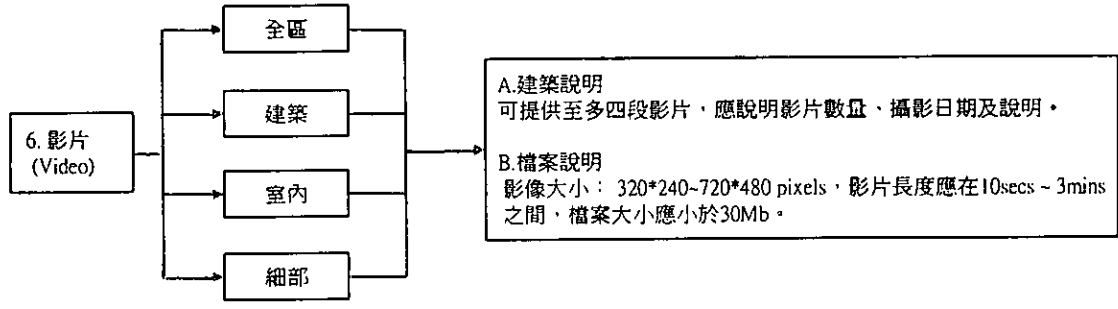 6. 影片
(Video)
全區
建築
室內
細部
A.建築說明
可提供至多四段影片，應說明影片數量、攝影日期及說明。
B.檔案說明
影像大小： 320*240~720*480 pixels，影片長度應在10secs ~ 3mins
之間，檔案大小應小於30Mb。